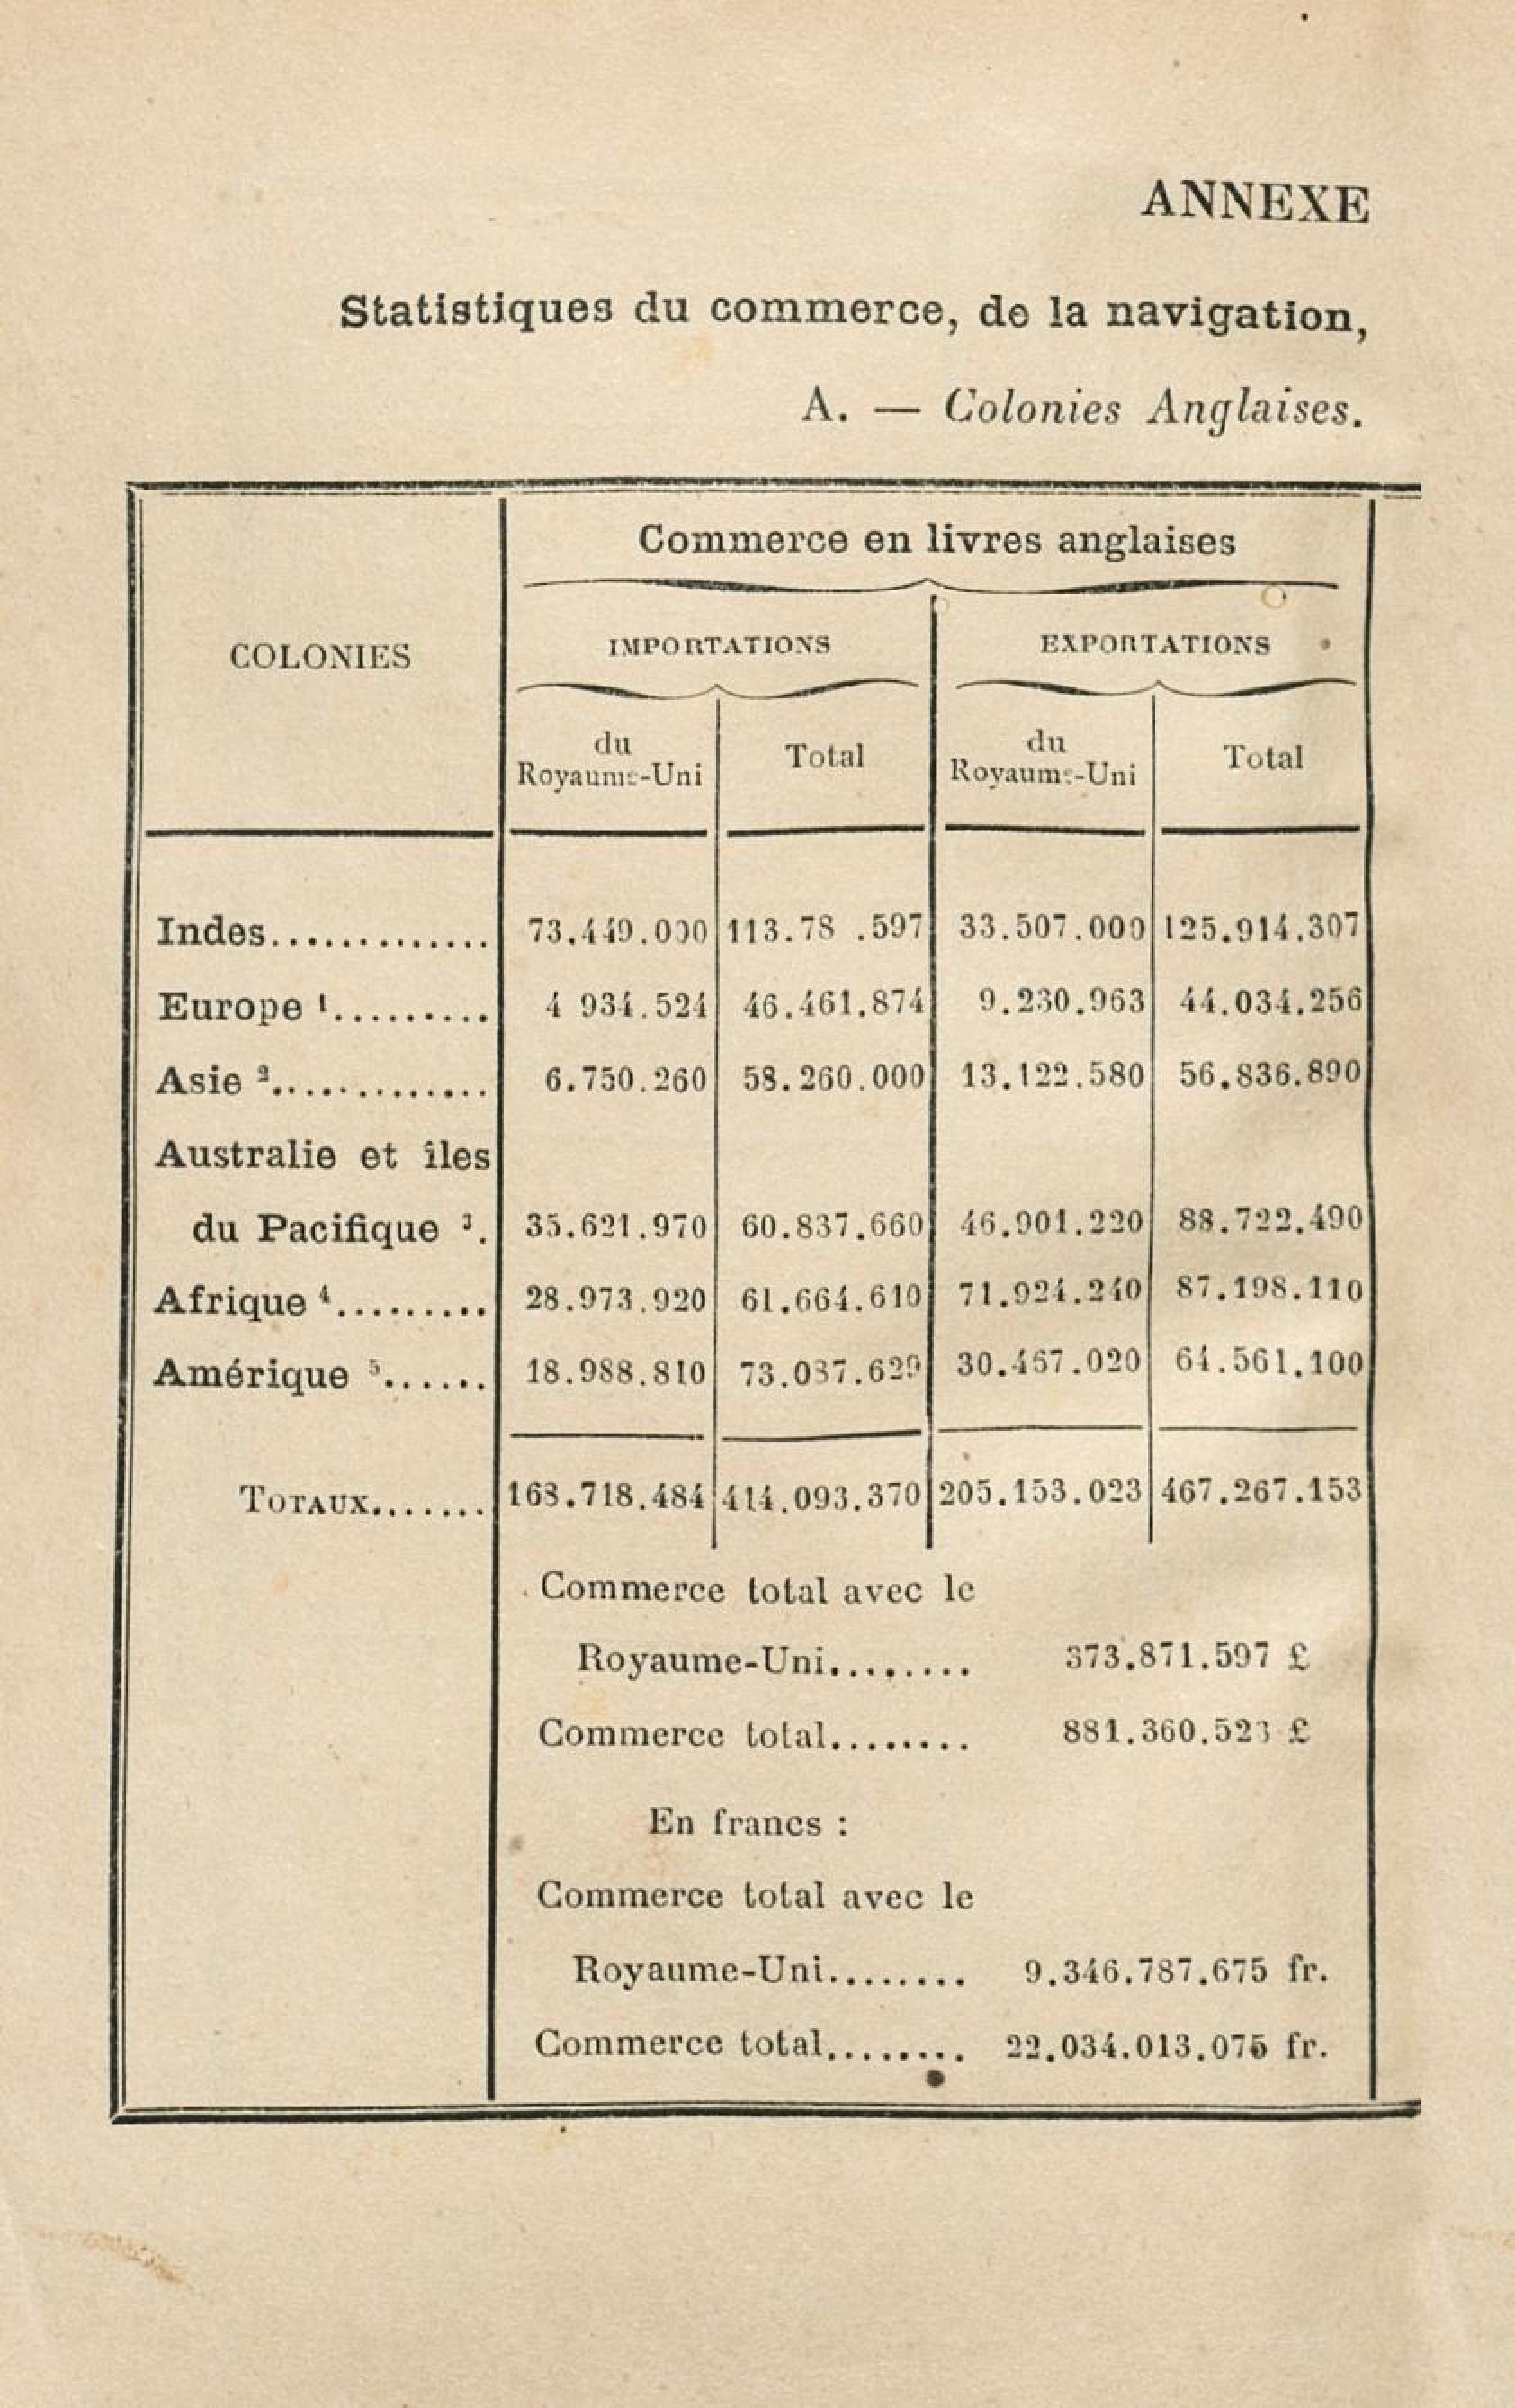 ANNEXE
Statistiques du commerce, de la navigation,
A. — Colonies Anglaises.
COLONIES
Commerce en livres anglaises
IMPORTATIONS EXPORTATIONS
du Royaume-Uni Total du Royaume-Uni Total
Indes............. 73.449.000 113.78 .597 33.507.000 125.914.307
Europe ¹......... 4 934.524 46.461.874 9.230.963 44.034.256
Asie ²............. 6.750.260 58.260.000 13.122.580 56.836.890
Australie et îles
du Pacifique ³. 35.621.970 60.837.660 46.901.220 88.722.490
Afrique ⁴......... 28.973.920 61.664.610 71.924.240 87.198.110
Amérique ⁵...... 18.988.810 73.087.629 30.467.020 64.561.100
TOTAUX....... 168.718.484 414.093.370 205.153.023 467.267.153
Commerce total avec le
Royaume-Uni........ 373.871.597 £
Commerce total........ 881.360.523 £
En francs :
Commerce total avec le
Royaume-Uni........ 9.346.787.675 fr.
Commerce total........ 22.034.013.075 fr.